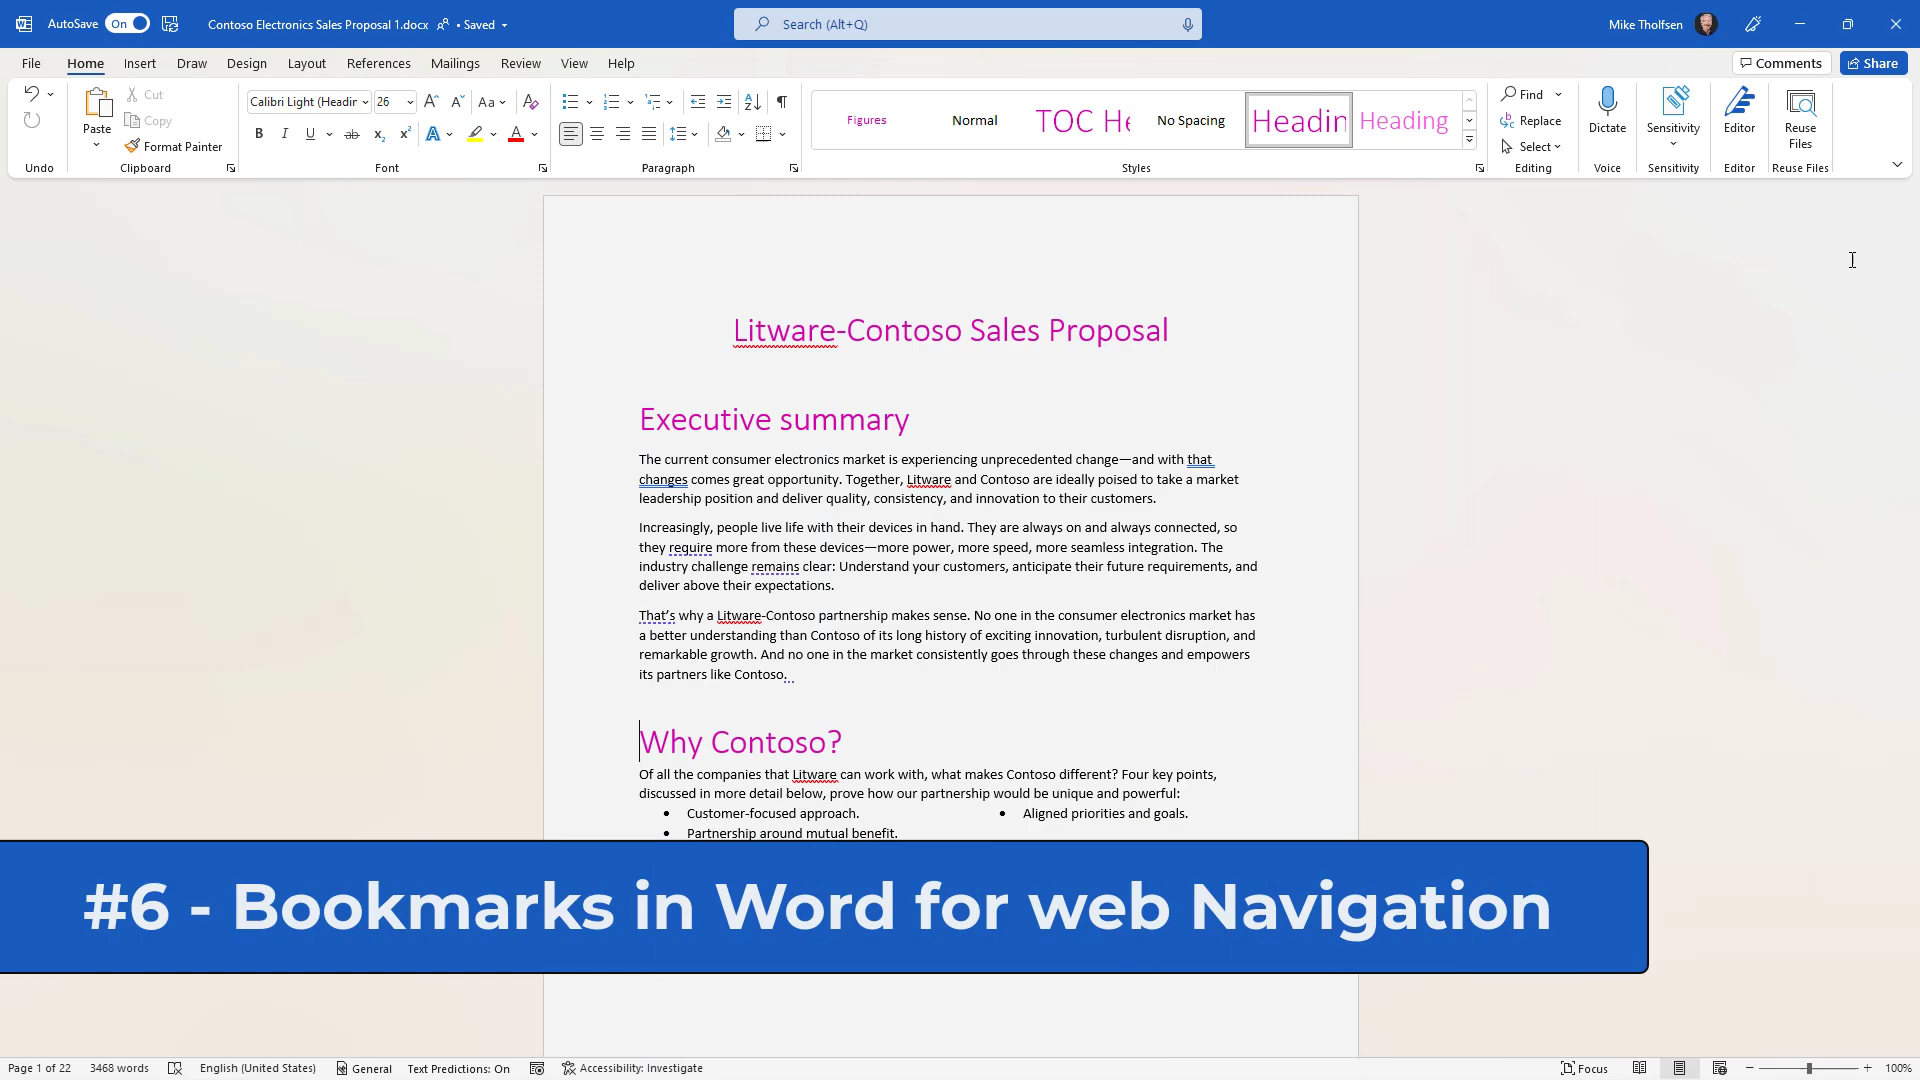 AutoSave On Contoso Electronics Sales Proposal 1.docx • Saved Search (Alt+Q) Mike Tholfsen
File Home Insert Draw Design Layout References Mailings Review View Help Comments Share
Undo
Paste
Cut
Copy
Format Painter
Clipboard
Calibri Light (Headin 26
Font
Paragraph
Figures Normal TOC He No Spacing Headin Heading
Styles
Find
Replace
Select
Editing
Dictate
Voice
Sensitivity
Sensitivity
Editor
Editor
Reuse
Files
Reuse Files
Litware-Contoso Sales Proposal
Executive summary
The current consumer electronics market is experiencing unprecedented change—and with that
changes comes great opportunity. Together, Litware and Contoso are ideally poised to take a market
leadership position and deliver quality, consistency, and innovation to their customers.
Increasingly, people live life with their devices in hand. They are always on and always connected, so
they require more from these devices—more power, more speed, more seamless integration. The
industry challenge remains clear: Understand your customers, anticipate their future requirements, and
deliver above their expectations.
That's why a Litware-Contoso partnership makes sense. No one in the consumer electronics market has
a better understanding than Contoso of its long history of exciting innovation, turbulent disruption, and
remarkable growth. And no one in the market consistently goes through these changes and empowers
its partners like Contoso.
Why Contoso?
Of all the companies that Litware can work with, what makes Contoso different? Four key points,
discussed in more detail below, prove how our partnership would be unique and powerful:
• Customer-focused approach. • Aligned priorities and goals.
• Partnership around mutual benefit.
#6 - Bookmarks in Word for web Navigation
Page 1 of 22 3468 words English (United States) General Text Predictions: On Accessibility: Investigate Focus 100%